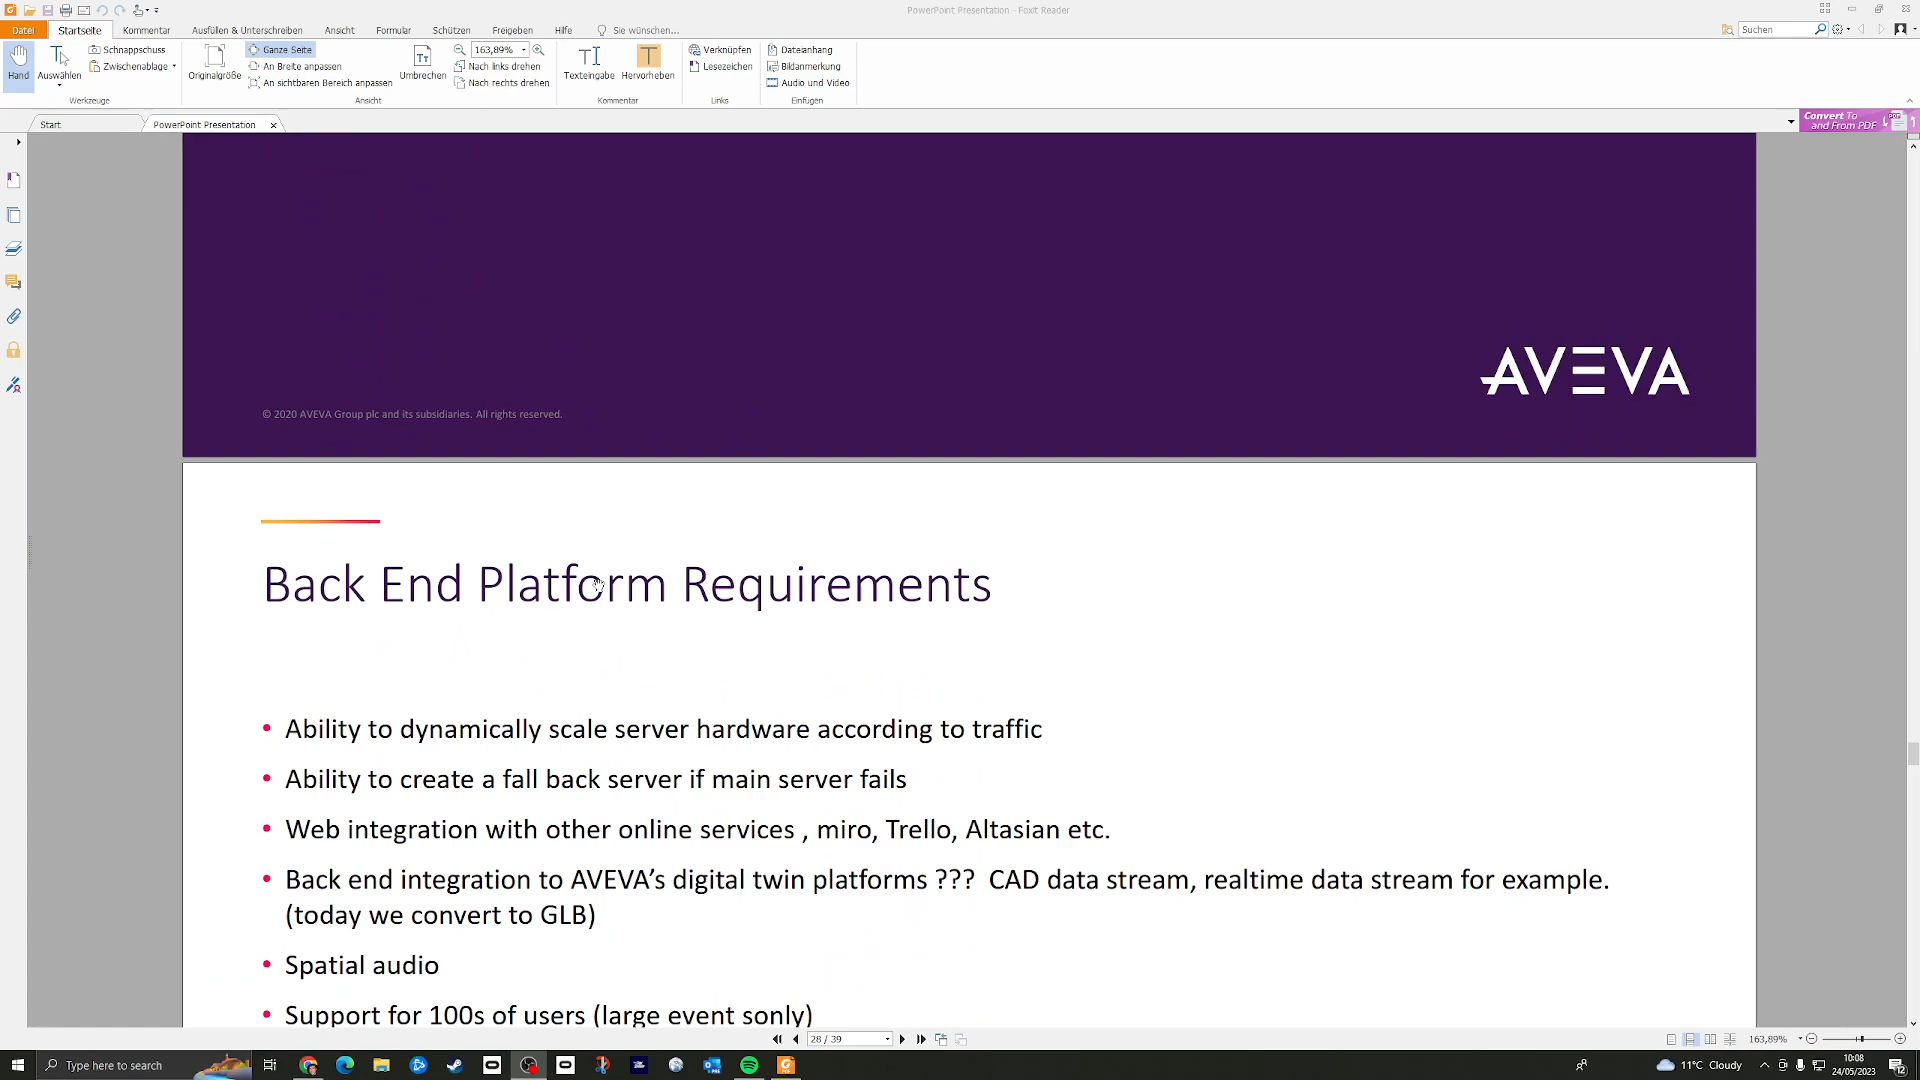 PowerPoint Presentation - Foxit Reader
Datei Startseite Kommentar Ausfüllen & Unterschreiben Ansicht Formular Schützen Freigeben Hilfe Sie wünschen... Suchen
Hand
Auswählen
Schnappschuss
Zwischenablage
Werkzeuge
Originalgröße
Ganze Seite
An Breite anpassen
An sichtbaren Bereich anpassen
Umbrechen
163,89%
Nach links drehen
Nach rechts drehen
Ansicht
Texteingabe
Hervorheben
Kommentar
Verknüpfen
Lesezeichen
Links
Dateianhang
Bildanmerkung
Audio und Video
Einfügen
Start PowerPoint Presentation
Convert To
and From PDF
AVEVA
© 2020 AVEVA Group plc and its subsidiaries. All rights reserved.
Back End Platform Requirements
• Ability to dynamically scale server hardware according to traffic
• Ability to create a fall back server if main server fails
• Web integration with other online services , miro, Trello, Altasian etc.
• Back end integration to AVEVA’s digital twin platforms ??? CAD data stream, realtime data stream for example.
(today we convert to GLB)
• Spatial audio
• Support for 100s of users (large event sonly)
28 / 39
163,89%
Type here to search
11°C Cloudy
10:08
24/05/2023